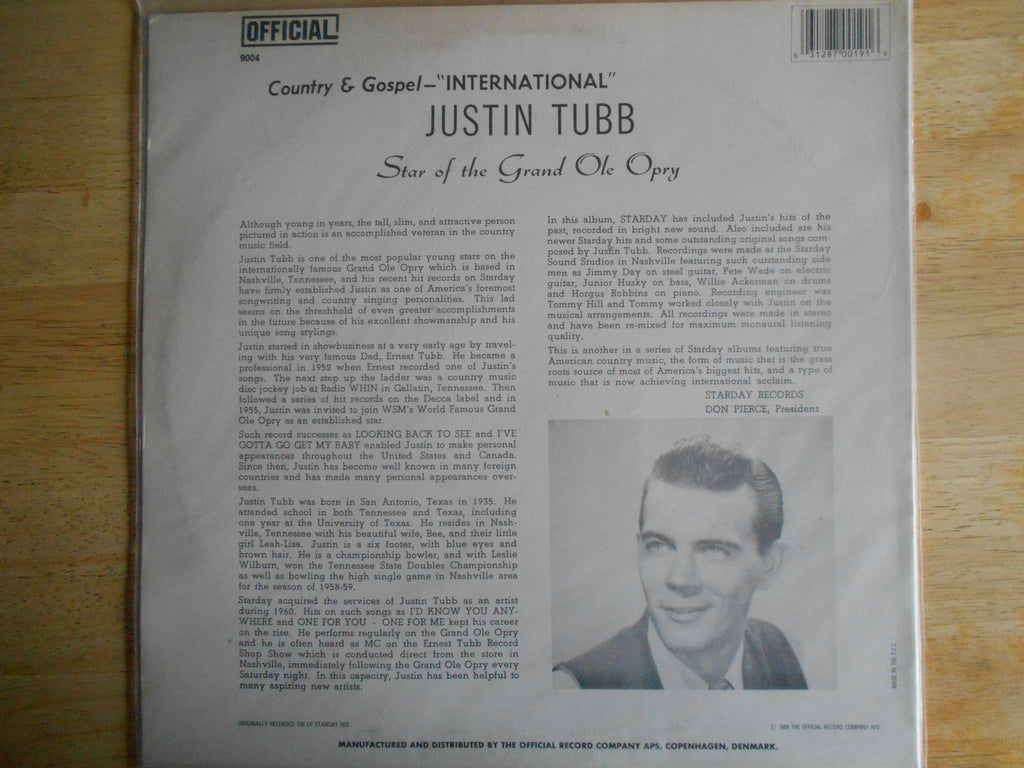 OFFICIAL
9004
0 31287 00191
Country & Gospel—"INTERNATIONAL"
JUSTIN TUBB
Star of the Grand Ole Opry
Although young in years, the tall, slim, and attractive person
pictured in action is an accomplished veteran in the country
music field.
Justin Tubb is one of the most popular young stars on the
internationally famous Grand Ole Opry which is based in
Nashville, Tennessee, and his recent hit records on Starday
have firmly established Justin as one of America's foremost
songwriting and country singing personalities. This lad
seems on the threshhold of even greater accomplishments
in the future because of his excellent showmanship and his
unique song stylings.
Justin started in showbusiness at a very early age by travel-
ing with his very famous Dad, Ernest Tubb. He became a
professional in 1952 when Ernest recorded one of Justin's
songs. The next step up the ladder was a country music
disc jockey job at Radio WHIN in Gallatin, Tennessee. Then
followed a series of hit records on the Decca label and in
1955, Justin was invited to join WSM's World Famous Grand
Ole Opry as an established star.
Such record successes as LOOKING BACK TO SEE and I'VE
GOTTA GO GET MY BABY enabled Justin to make personal
appearances throughout the United States and Canada.
Since then, Justin has become well known in many foreign
countries and has made many personal appearances over-
seas.
Justin Tubb was born in San Antonio, Texas in 1935. He
attended school in both Tennessee and Texas, including
one year at the University of Texas. He resides in Nash-
ville, Tennessee with his beautiful wife, Bee, and their little
girl Leah-Lisa. Justin is a six footer, with blue eyes and
brown hair. He is a championship bowler, and with Leslie
Wilburn, won the Tennessee State Doubles Championship
as well as bowling the high single game in Nashville area
for the season of 1958-59.
Starday acquired the services of Justin Tubb as an artist
during 1960. Hits on such songs as I'D KNOW YOU ANY-
WHERE and ONE FOR YOU - ONE FOR ME kept his career
on the rise. He performs regularly on the Grand Ole Opry
and he is often heard as MC on the Ernest Tubb Record
Shop Show which is conducted direct from the store in
Nashville, immediately following the Grand Ole Opry every
Saturday night. In this capacity, Justin has been helpful to
many aspiring new artists.
In this album, STARDAY has included Justin's hits of the
past, recorded in bright new sound. Also included are his
newer Starday hits and some outstanding original songs com-
posed by Justin Tubb. Recordings were made at the Starday
Sound Studios in Nashville featuring such outstanding side
men as Jimmy Day on steel guitar, Pete Wade on electric
guitar, Junior Husky on bass, Willie Ackerman on drums
and Horgus Robbins on piano. Recording engineer was
Tommy Hill and Tommy worked closely with Justin on the
musical arrangements. All recordings were made in stereo
and have been re-mixed for maximum monaural listening
quality.
This is another in a series of Starday albums featuring true
American country music, the form of music that is the grass
roots source of most of America's biggest hits, and a type of
music that is now achieving international acclaim.
STARDAY RECORDS
DON PIERCE, President
MADE IN THE E.E.C.
ORIGINALLY RELEASED ON LP STARDAY 160
© 1988 THE OFFICIAL RECORD COMPANY APS
MANUFACTURED AND DISTRIBUTED BY THE OFFICIAL RECORD COMPANY APS, COPENHAGEN, DENMARK.